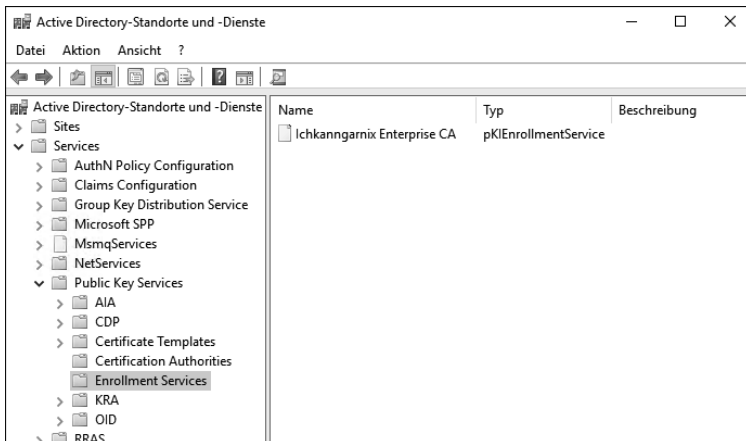 Active Directory-Standorte und -Dienste
Datei Aktion Ansicht ?
Active Directory-Standorte und -Dienste
Sites
Services
AuthN Policy Configuration
Claims Configuration
Group Key Distribution Service
Microsoft SPP
MsmqServices
NetServices
Public Key Services
AIA
CDP
Certificate Templates
Certification Authorities
Enrollment Services
KRA
OID
RRAS
Name Typ Beschreibung
Ichkanngarnix Enterprise CA pKIEnrollmentService